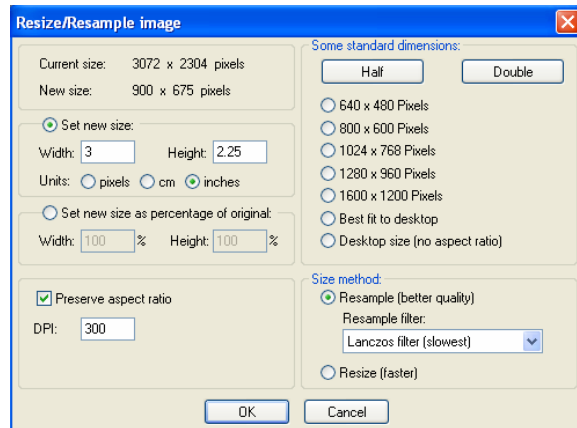 Resize/Resample image
Current size: 3072 x 2304 pixels
New size: 900 x 675 pixels
Set new size:
Width: 3 Height: 2.25
Units: pixels cm inches
Set new size as percentage of original:
Width: 100 % Height: 100 %
Preserve aspect ratio
DPI: 300
Some standard dimensions:
Half Double
640 x 480 Pixels
800 x 600 Pixels
1024 x 768 Pixels
1280 x 960 Pixels
1600 x 1200 Pixels
Best fit to desktop
Desktop size (no aspect ratio)
Size method:
Resample (better quality)
Resample filter:
Lanczos filter (slowest)
Resize (faster)
OK Cancel